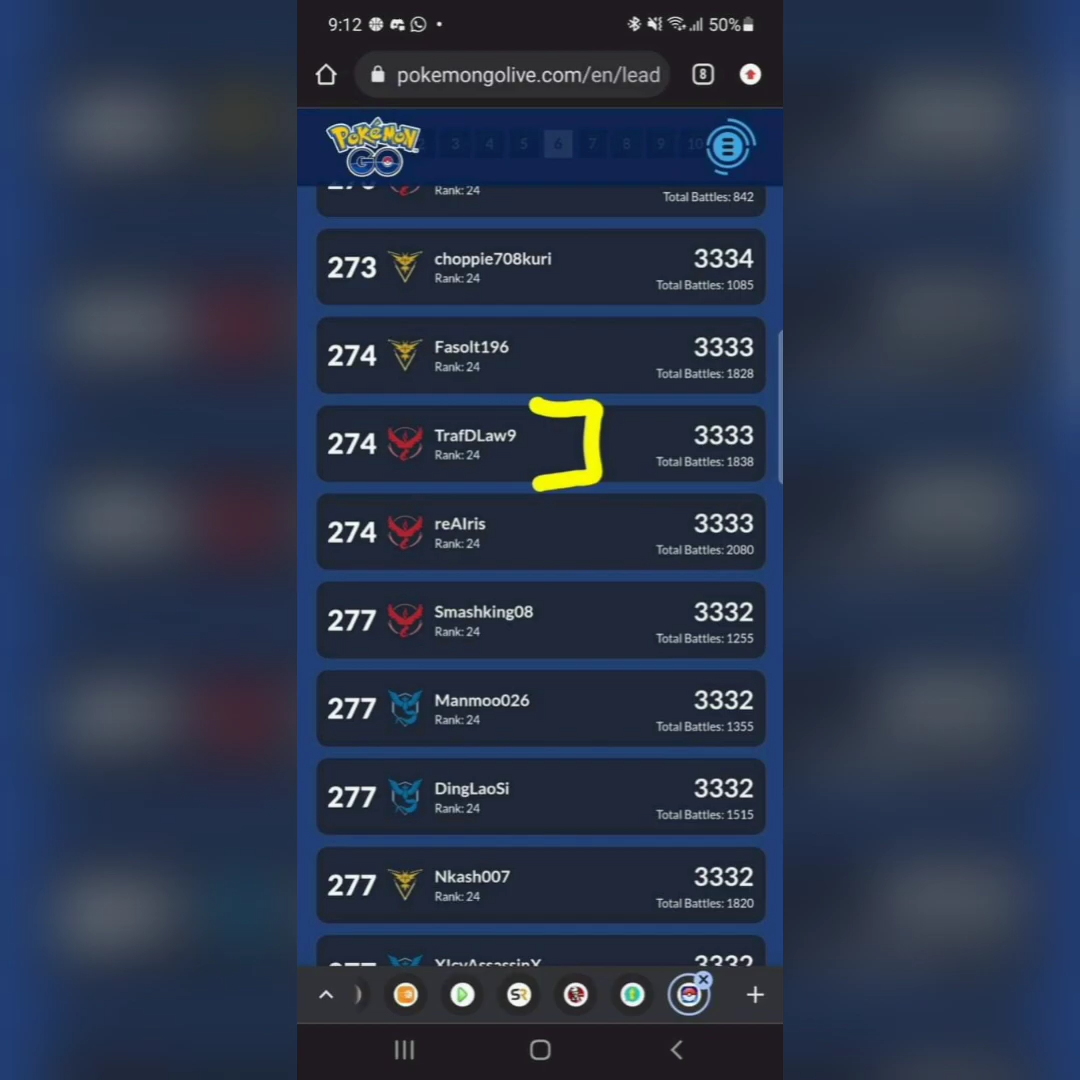 9:12
50%
pokemongolive.com/en/lead
8
POKéMON
GO
3 4 5 6 7 8 9 10
Rank: 24
Total Battles: 842
273
choppie708kuri
Rank: 24
3334
Total Battles: 1085
274
Fasolt196
Rank: 24
3333
Total Battles: 1828
274
TrafDLaw9
Rank: 24
3333
Total Battles: 1838
274
reAIris
Rank: 24
3333
Total Battles: 2080
277
Smashking08
Rank: 24
3332
Total Battles: 1255
277
Manmoo026
Rank: 24
3332
Total Battles: 1355
277
DingLaoSi
Rank: 24
3332
Total Battles: 1515
277
Nkash007
Rank: 24
3332
Total Battles: 1820
SR